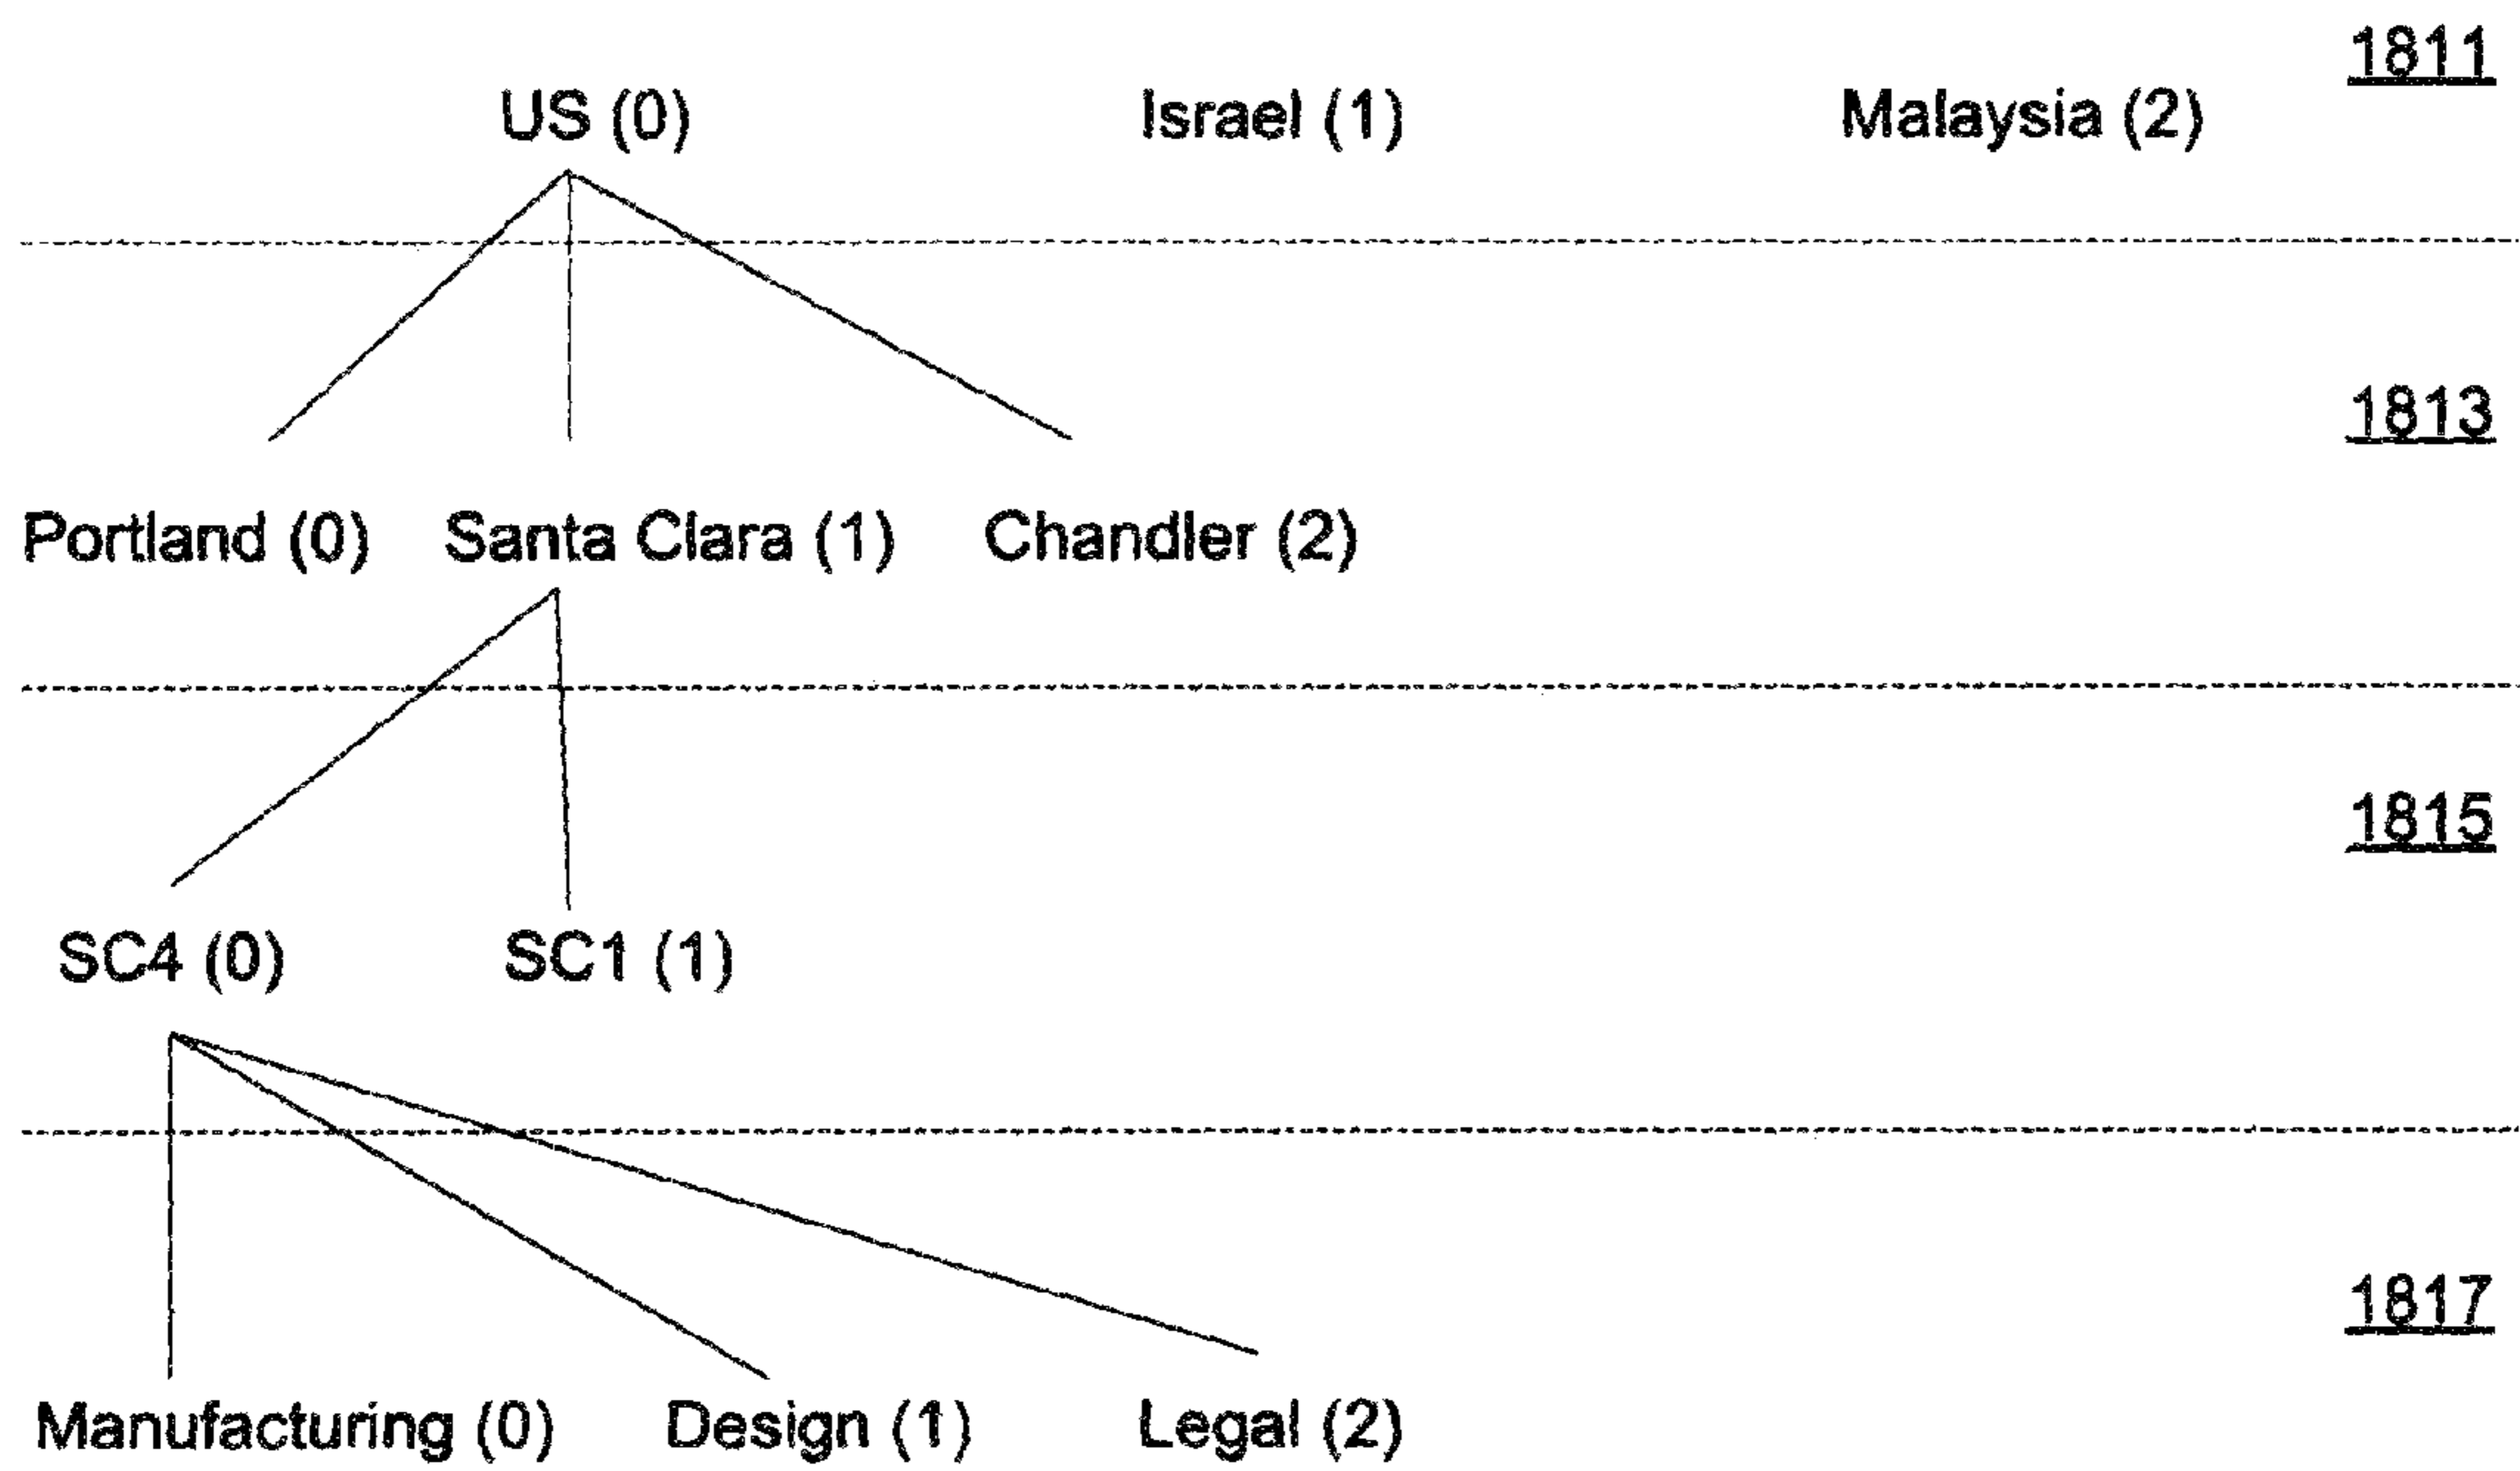 1811
US (0) Israel (1) Malaysia (2)
1813
Portland (0) Santa Clara (1) Chandler (2)
1815
SC4 (0) SC1 (1)
1817
Manufacturing (0) Design (1) Legal (2)